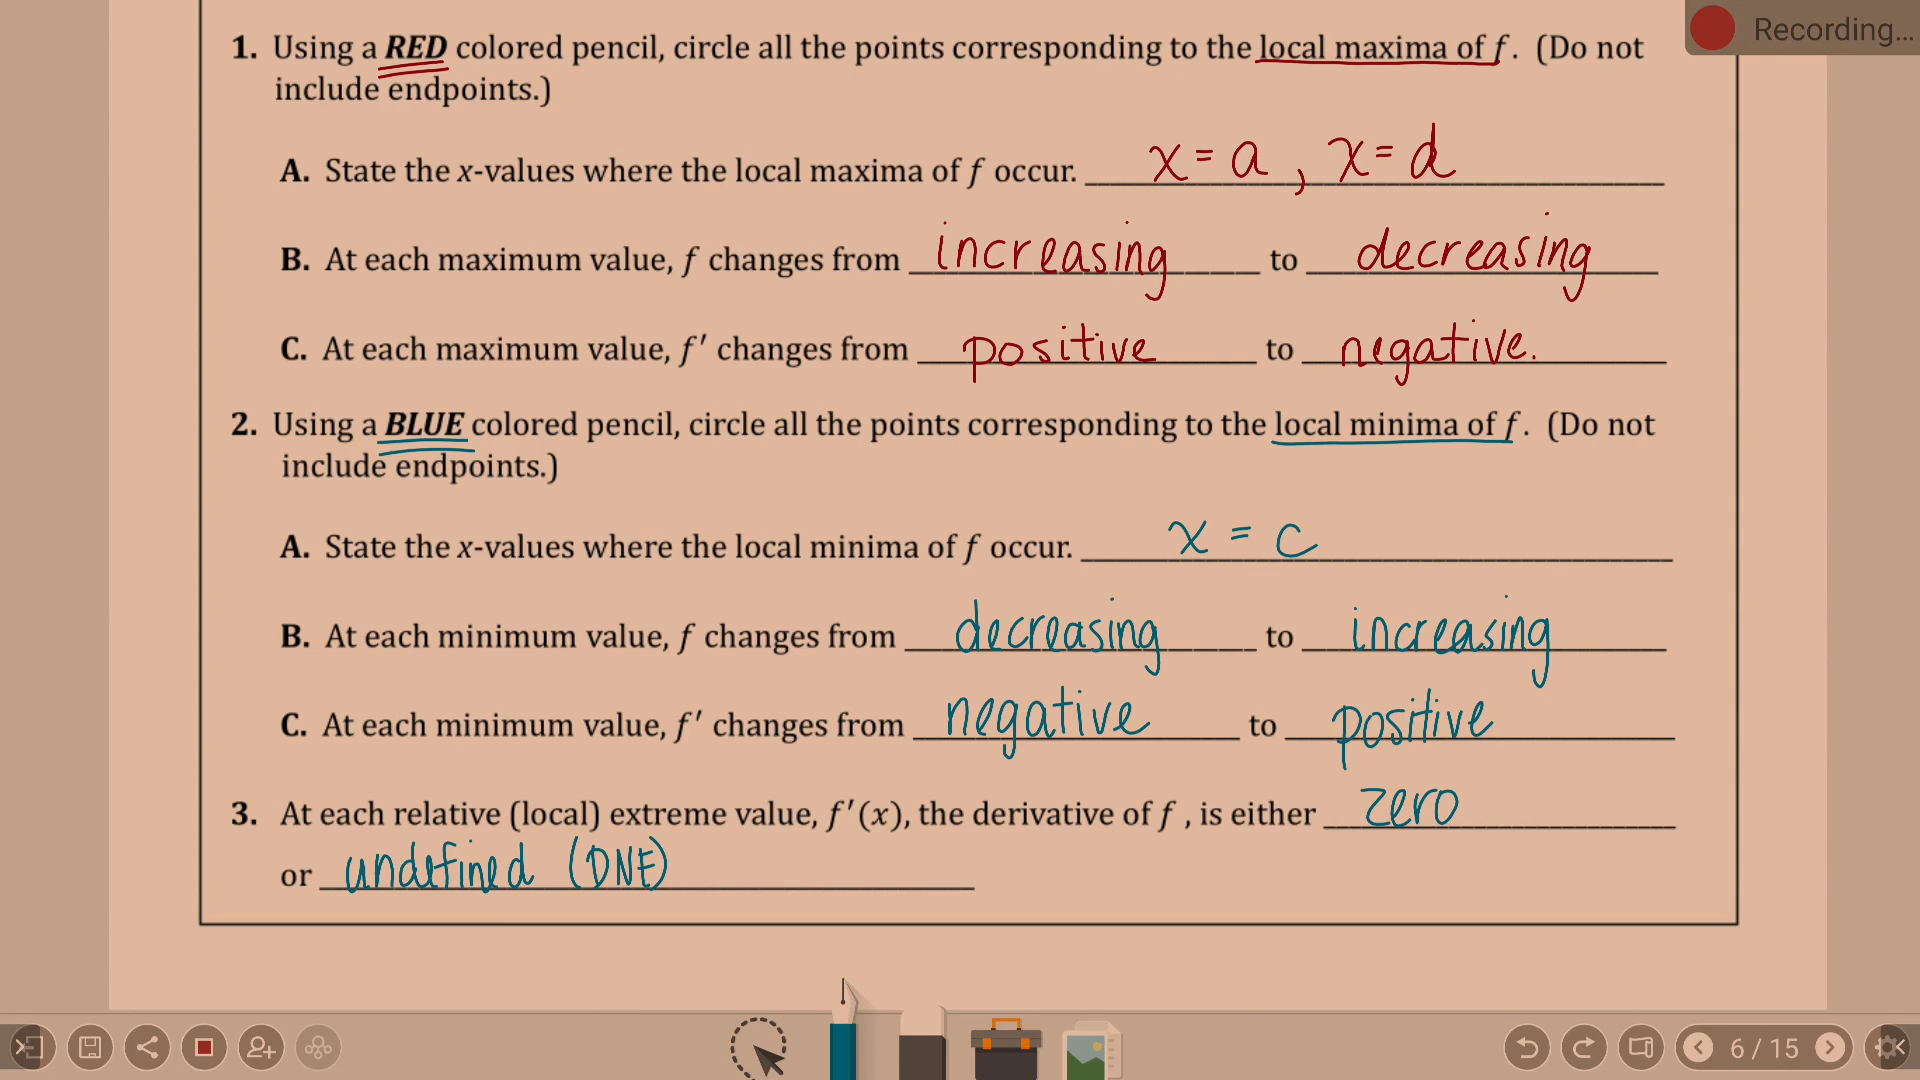 Recording...
1. Using a RED colored pencil, circle all the points corresponding to the local maxima of f. (Do not
include endpoints.)
A. State the x-values where the local maxima of f occur. x = a , x = d
B. At each maximum value, f changes from increasing to decreasing
C. At each maximum value, f′ changes from positive to negative.
2. Using a BLUE colored pencil, circle all the points corresponding to the local minima of f. (Do not
include endpoints.)
A. State the x-values where the local minima of f occur. x = c
B. At each minimum value, f changes from decreasing to increasing
C. At each minimum value, f′ changes from negative to positive
3. At each relative (local) extreme value, f′(x), the derivative of f , is either zero
or undefined (DNE)
6 / 15